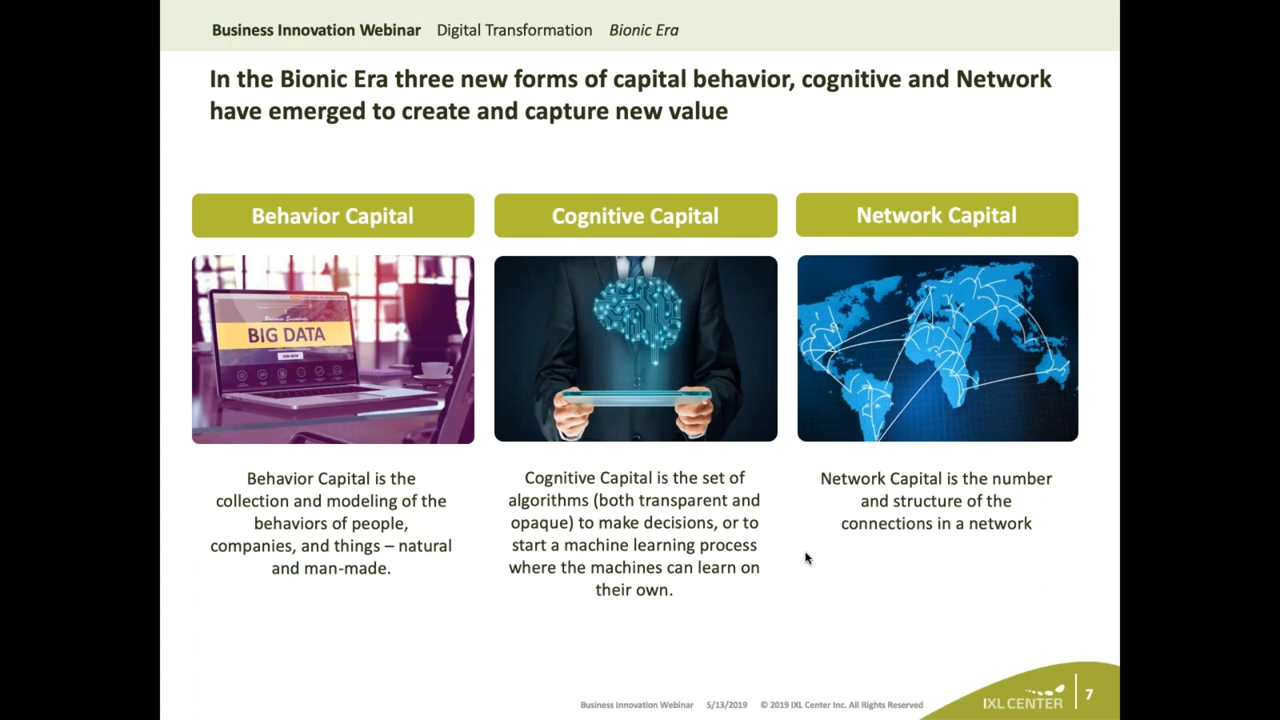 Business Innovation Webinar Digital Transformation Bionic Era
In the Bionic Era three new forms of capital behavior, cognitive and Network
have emerged to create and capture new value
Behavior Capital
Cognitive Capital
Network Capital
BIG DATA
Behavior Capital is the
collection and modeling of the
behaviors of people,
companies, and things – natural
and man-made.
Cognitive Capital is the set of
algorithms (both transparent and
opaque) to make decisions, or to
start a machine learning process
where the machines can learn on
their own.
Network Capital is the number
and structure of the
connections in a network
Business Innovation Webinar 5/13/2019 © 2019 IXL Center Inc. All Rights Reserved
IXL CENTER
7